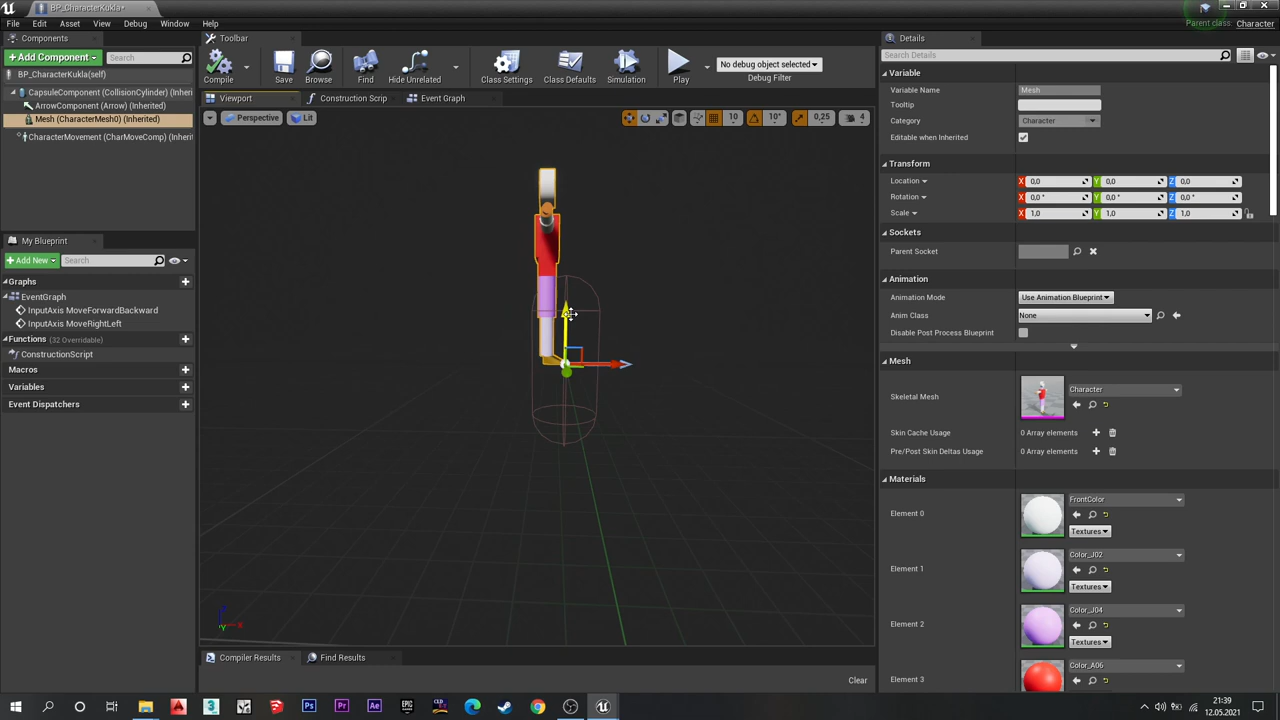 BP_CharacterKukla*
File Edit Asset View Debug Window Help
Parent class: Character
Components
Add Component
Search
BP_CharacterKukla(self)
CapsuleComponent (CollisionCylinder) (Inheri
ArrowComponent (Arrow) (Inherited)
Mesh (CharacterMesh0) (Inherited)
CharacterMovement (CharMoveComp) (Inherit
My Blueprint
Add New
Search
Graphs
EventGraph
InputAxis MoveForwardBackward
InputAxis MoveRightLeft
Functions (32 Overridable)
ConstructionScript
Macros
Variables
Event Dispatchers
Toolbar
Compile
Save
Browse
Find
Hide Unrelated
Class Settings
Class Defaults
Simulation
Play
No debug object selected
Debug Filter
Viewport
Construction Scrip
Event Graph
Perspective
Lit
10
10°
0,25
4
Compiler Results
Find Results
Clear
Details
Search Details
Variable
Variable Name
Mesh
Tooltip
Category
Character
Editable when Inherited
Transform
Location X 0,0 Y 0,0 Z 0,0
Rotation X 0,0 ° Y 0,0 ° Z 0,0 °
Scale X 1,0 Y 1,0 Z 1,0
Sockets
Parent Socket
Animation
Animation Mode
Use Animation Blueprint
Anim Class
None
Disable Post Process Blueprint
Mesh
Skeletal Mesh
Character
Skin Cache Usage
0 Array elements
Pre/Post Skin Deltas Usage
0 Array elements
Materials
Element 0
FrontColor
Textures
Element 1
Color_J02
Textures
Element 2
Color_J04
Textures
Element 3
Color_A06
Ps
Pr
Ae
EPIC
21:39
12.05.2021